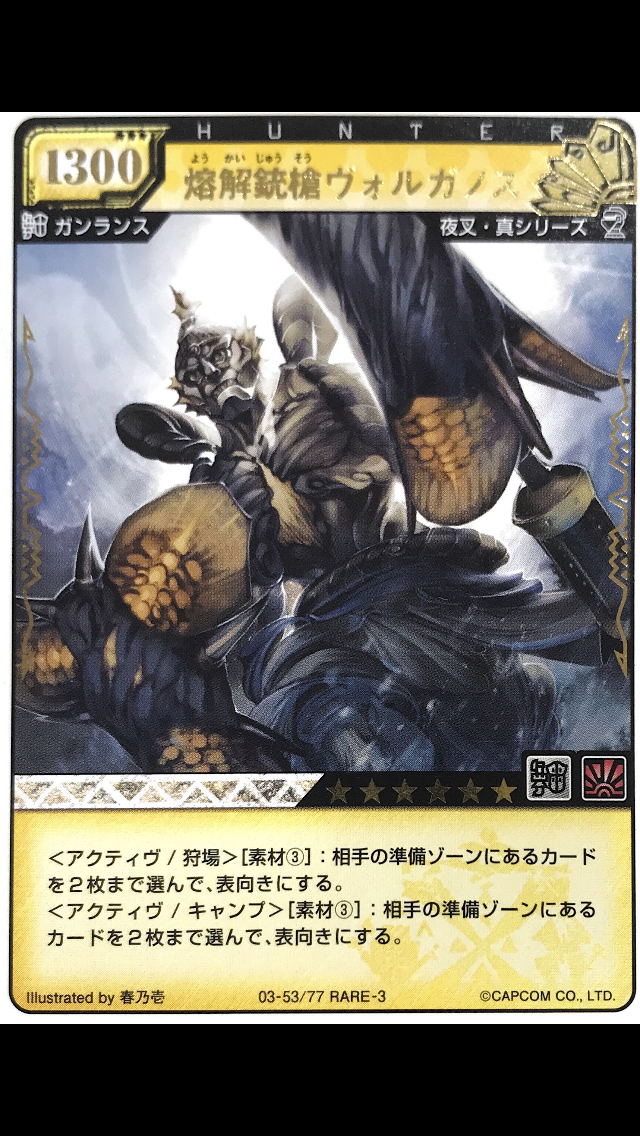 HUNTER
1300
よう かい じゅう そう
熔解銃槍ヴォルガノス
ガンランス
夜叉・真シリーズ
<アクティヴ / 狩場>[素材③]：相手の準備ゾーンにあるカード
を２枚まで選んで、表向きにする。
<アクティヴ / キャンプ>[素材③]：相手の準備ゾーンにある
カードを２枚まで選んで、表向きにする。
Illustrated by 春乃壱
03-53/77 RARE-3
©CAPCOM CO., LTD.